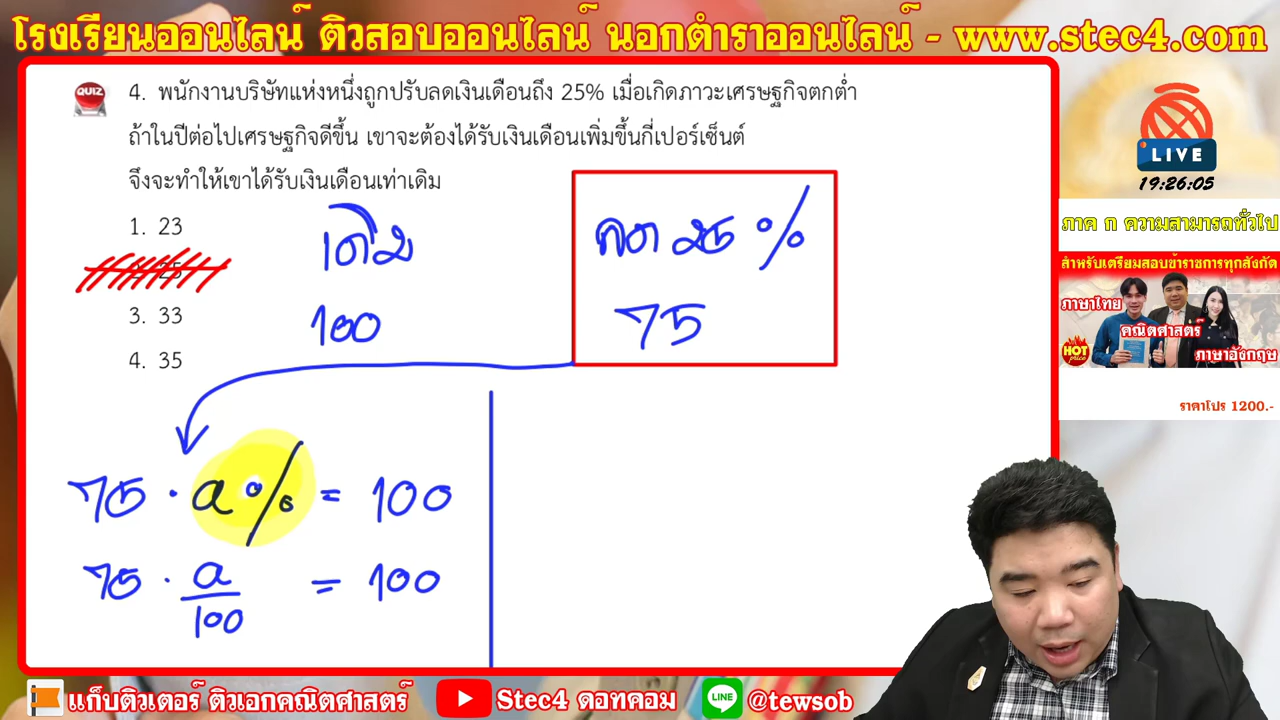 โรงเรียนออนไลน์ ติวสอบออนไลน์ นอกตำราออนไลน์ - www.stec4.com
QUIZ
4. พนักงานบริษัทแห่งหนึ่งถูกปรับลดเงินเดือนถึง 25% เมื่อเกิดภาวะเศรษฐกิจตกต่ำ
ถ้าในปีต่อไปเศรษฐกิจดีขึ้น เขาจะต้องได้รับเงินเดือนเพิ่มขึ้นกี่เปอร์เซ็นต์
จึงจะทำให้เขาได้รับเงินเดือนเท่าเดิม
1. 23
2. 25
3. 33
4. 35
เดิม
100
ลด 25 %
75
75 · a% = 100
75 · a/100 = 100
LIVE
19:26:05
ภาค ก ความสามารถทั่วไป
สำหรับเตรียมสอบข้าราชการทุกสังกัด
ภาษาไทย
คณิตศาสตร์
ภาษาอังกฤษ
HOT
price
ราคาโปร 1200.-
แก็บติวเตอร์ ติวเอกคณิตศาสตร์
Stec4 ดอทคอม
LINE
@tewsob